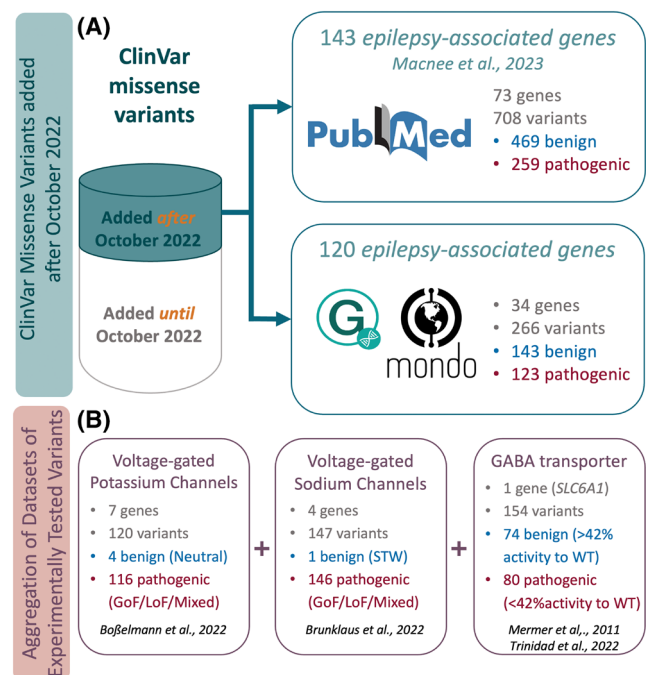 ClinVar Missense Variants added
after October 2022
(A)
ClinVar
missense
variants
Added after
October 2022
Added until
October 2022
143 epilepsy-associated genes
Macnee et al., 2023
PubMed
73 genes
708 variants
• 469 benign
• 259 pathogenic
120 epilepsy-associated genes
G
mondo
• 34 genes
• 266 variants
• 143 benign
• 123 pathogenic
Aggregation of Datasets of
Experimentally Tested Variants
(B)
Voltage-gated
Potassium Channels
• 7 genes
• 120 variants
• 4 benign (Neutral)
• 116 pathogenic
(GoF/LoF/Mixed)
Boßelmann et al., 2022
+
Voltage-gated
Sodium Channels
• 4 genes
• 147 variants
• 1 benign (STW)
• 146 pathogenic
(GoF/LoF/Mixed)
Brunklaus et al., 2022
+
GABA transporter
• 1 gene (SLC6A1)
• 154 variants
• 74 benign (>42%
activity to WT)
• 80 pathogenic
(<42%activity to WT)
Mermer et al,., 2011
Trinidad et al., 2022